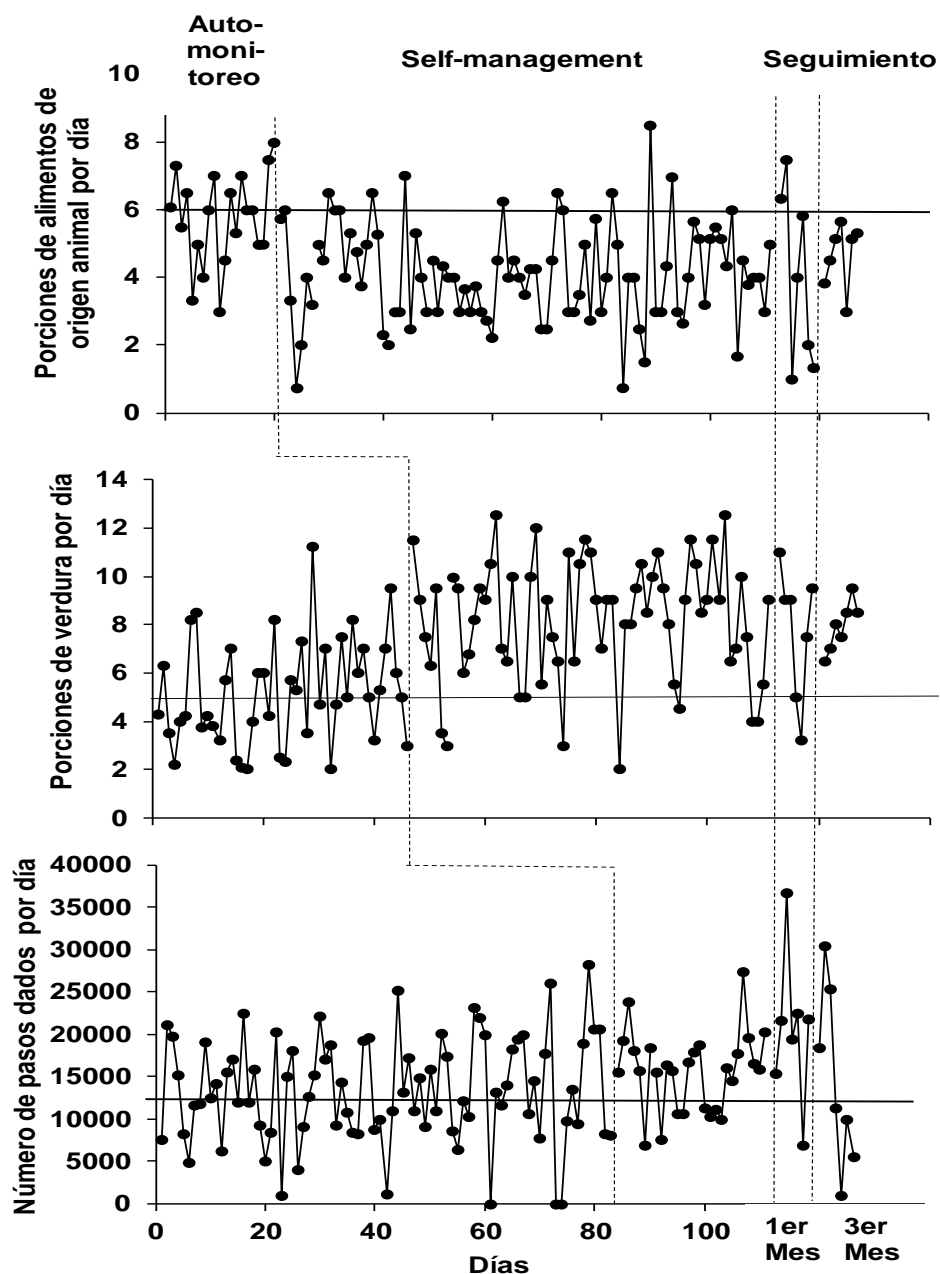 Auto-
moni-
toreo
Self-management
Seguimiento
Porciones de alimentos de
origen animal por día
10
8
6
4
2
0
Porciones de verdura por día
14
12
10
8
6
4
2
0
Número de pasos dados por día
40000
35000
30000
25000
20000
15000
10000
5000
0
0
20
40
60
80
100
1er
Mes
3er
Mes
Días